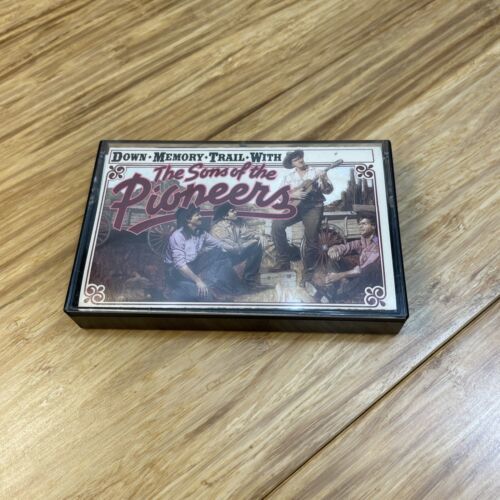 DOWN • MEMORY • TRAIL • WITH
The Sons of the
Pioneers